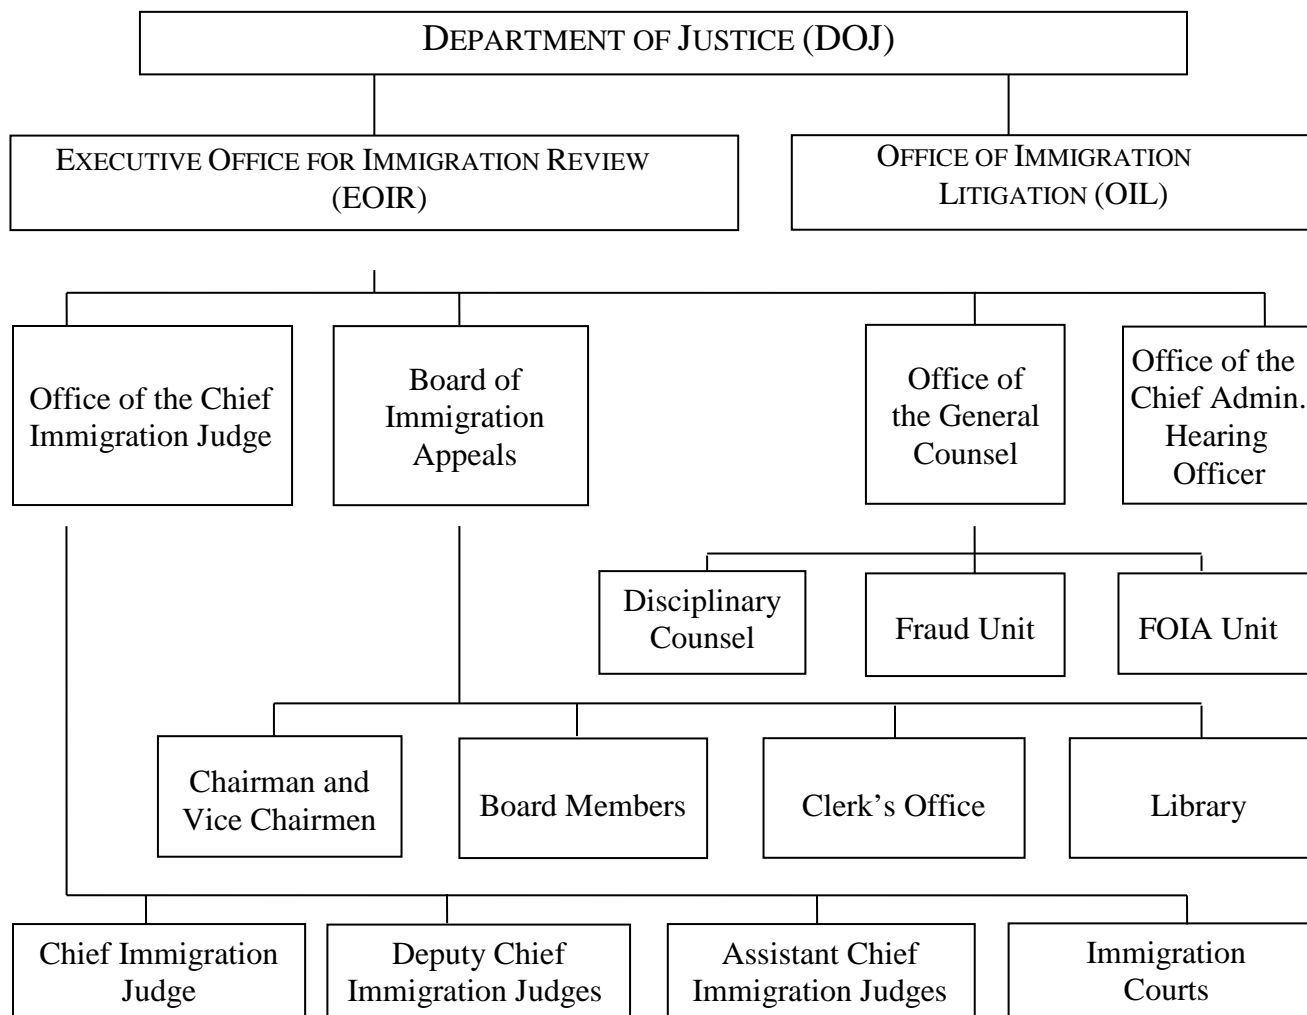 DEPARTMENT OF JUSTICE (DOJ)
EXECUTIVE OFFICE FOR IMMIGRATION REVIEW
(EOIR)
OFFICE OF IMMIGRATION
LITIGATION (OIL)
Office of the Chief
Immigration Judge
Board of
Immigration
Appeals
Office of
the General
Counsel
Office of the
Chief Admin.
Hearing
Officer
Disciplinary
Counsel
Fraud Unit
FOIA Unit
Chairman and
Vice Chairmen
Board Members
Clerk’s Office
Library
Chief Immigration
Judge
Deputy Chief
Immigration Judges
Assistant Chief
Immigration Judges
Immigration
Courts